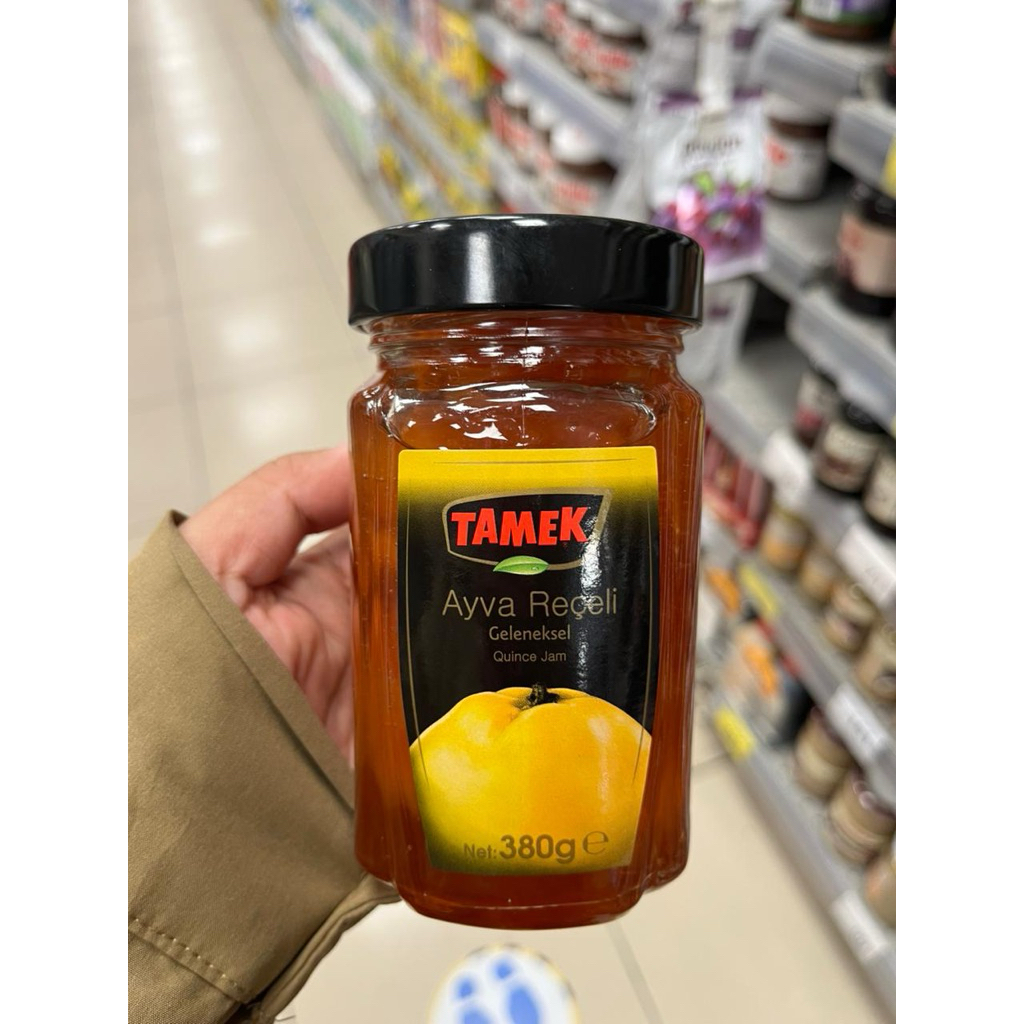 TAMEK
Ayva Reçeli
Geleneksel
Quince Jam
Net: 380g ℮